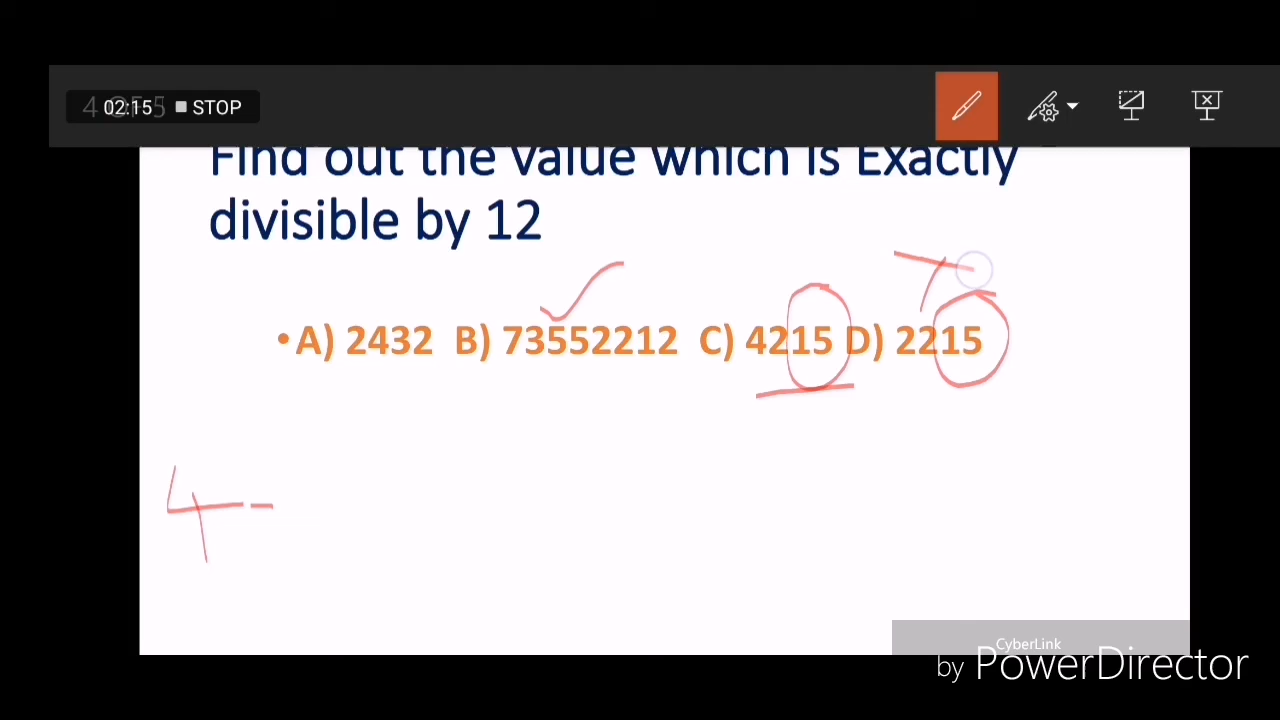 02:15 STOP
Find out the value which is Exactly
divisible by 12
•A) 2432 B) 73552212 C) 4215 D) 2215
4
CyberLink
by PowerDirector